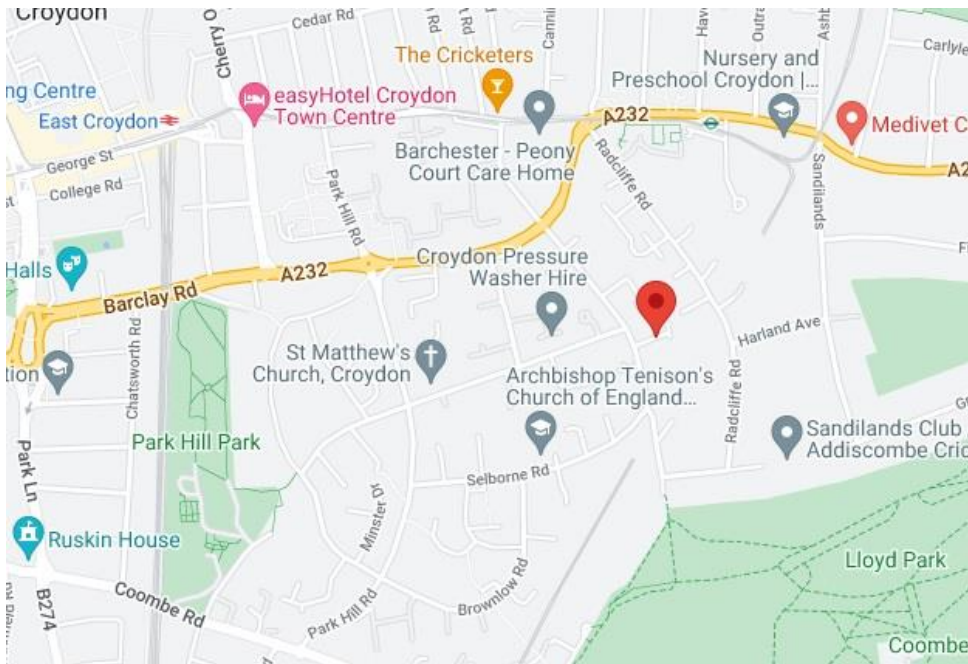 Croydon
Cherry O
Cedar Rd
Canning
Hav
Outra
Ashb
Carlyle
The Cricketers
Nursery and
Preschool Croydon |...
ng Centre
easyHotel Croydon
Town Centre
East Croydon
A232
Medivet C
George St
Barchester - Peony
Court Care Home
Radcliffe Rd
Sandilands
A2
College Rd
Park Hill Rd
Halls
A232
Croydon Pressure
Washer Hire
Barclay Rd
Harland Ave
St Matthew's
Church, Croydon
Chatsworth Rd
Archbishop Tenison's
Church of England...
Radcliffe Rd
tion
Park Hill Park
Sandilands Club
Addiscombe Cric
Park Ln
Selborne Rd
Minster Dr
Ruskin House
Lloyd Park
Coombe Rd
B274
Park Hill Rd
Brownlow Rd
Coombe